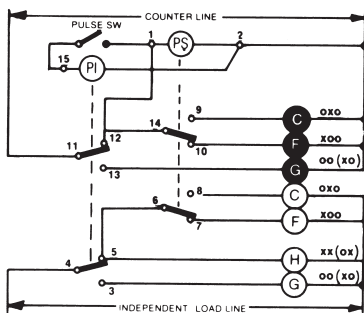 COUNTER LINE
PULSE SW
1
PS
2
15
PI
9
C
oxo
14
12
F
xoo
11
10
G
oo (xo)
13
8
C
oxo
6
7
F
xoo
5
H
xx(ox)
4
G
oo (xo)
3
INDEPENDENT LOAD LINE